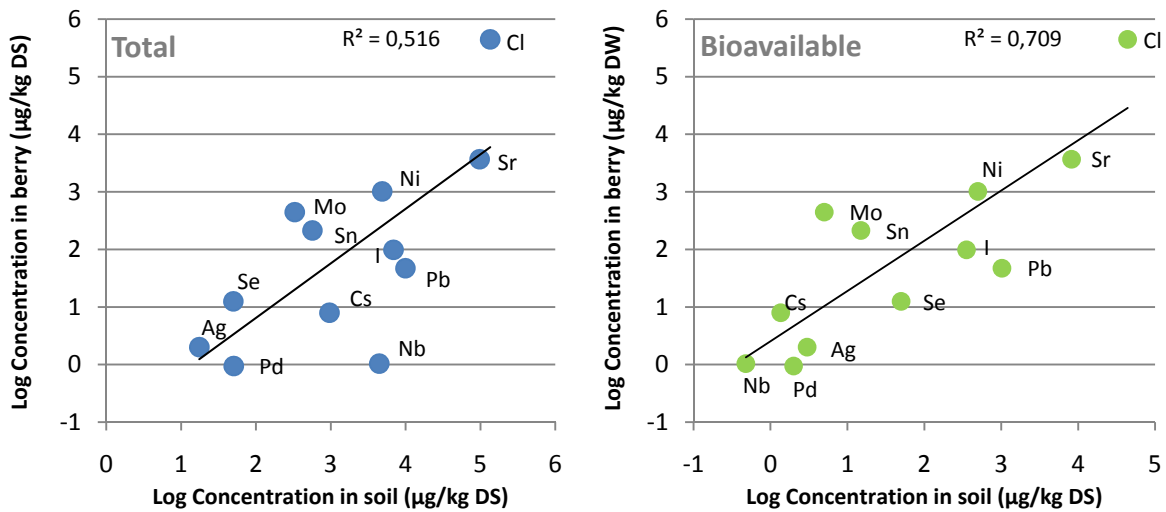 Log Concentration in berry (µg/kg DS)
6
5
4
3
2
1
0
-1
Total
R² = 0,516
Cl
Sr
Ni
Mo
Sn
I
Pb
Se
Cs
Ag
Pd
Nb
0 1 2 3 4 5 6
Log Concentration in soil (µg/kg DS)
Log Concentration in berry (µg/kg DW)
6
5
4
3
2
1
0
-1
Bioavailable
R² = 0,709
Cl
Sr
Ni
Mo
Sn
I
Pb
Cs
Se
Ag
Nb
Pd
-1 0 1 2 3 4 5
Log Concentration in soil (µg/kg DS)